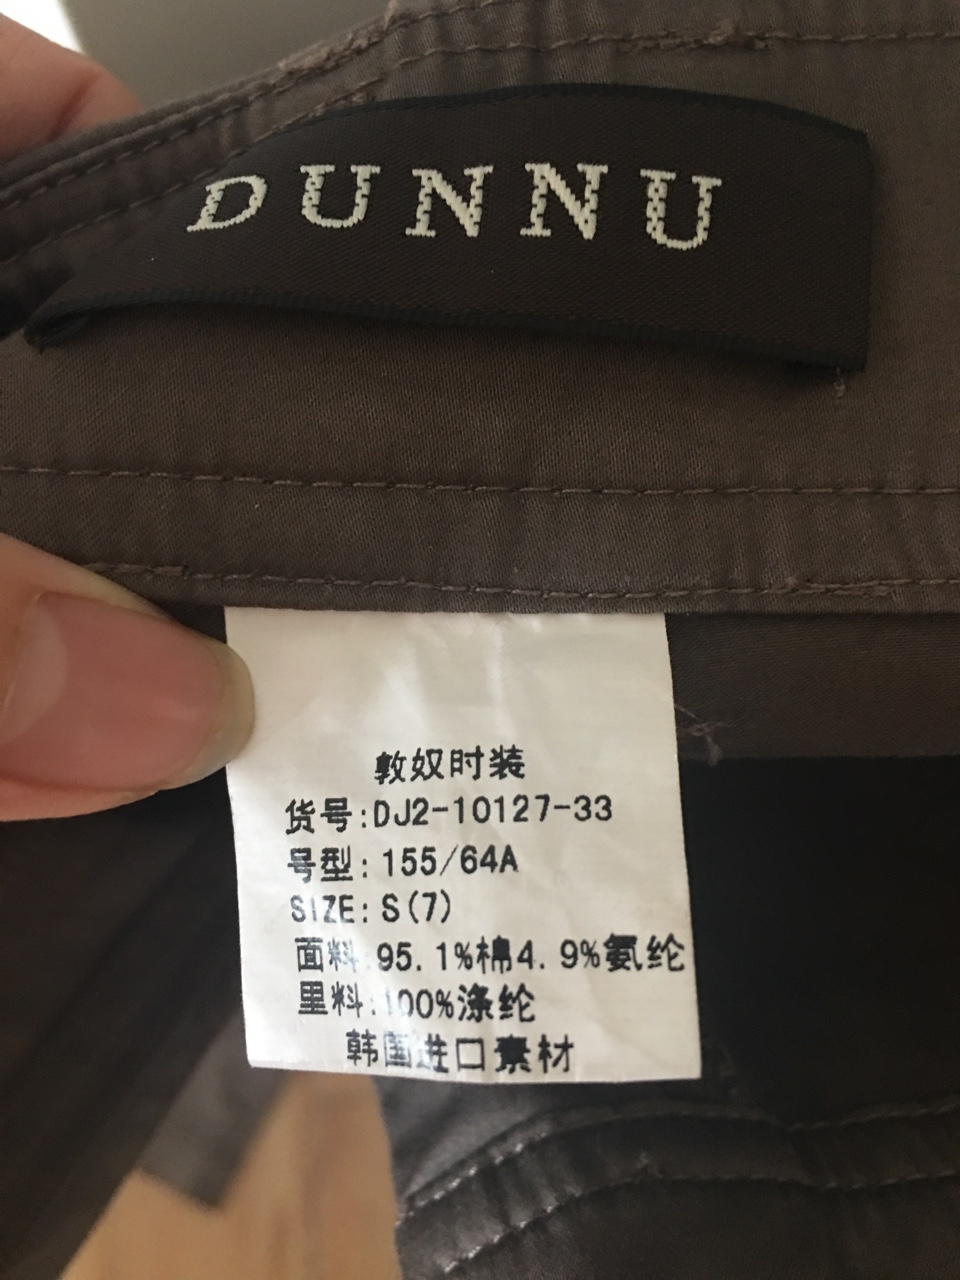 DUNNU
敦奴时装
货号:DJ2-10127-33
号型: 155/64A
SIZE: S(7)
面料:95.1%棉4.9%氨纶
里料:100%涤纶
韩国进口素材